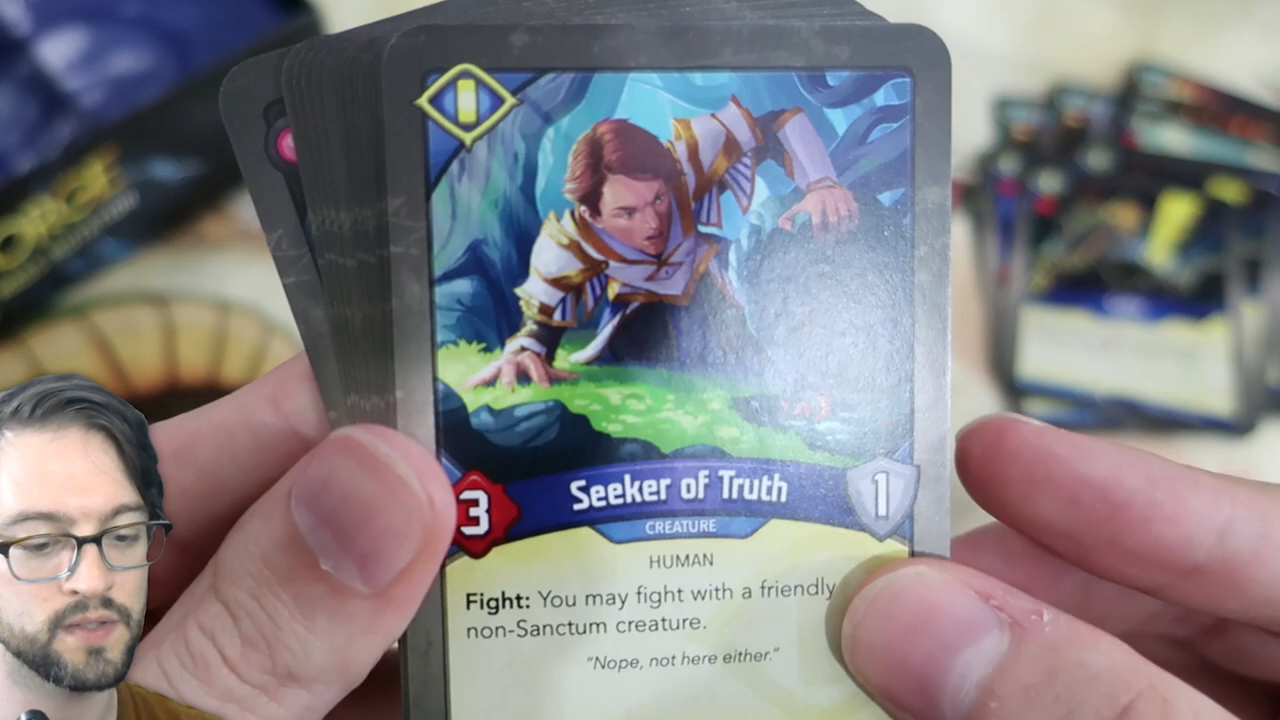 Seeker of Truth
3
1
CREATURE
HUMAN
Fight: You may fight with a friendly
non-Sanctum creature.
"Nope, not here either."